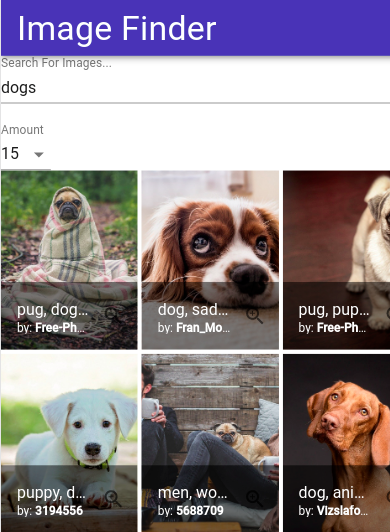 Image Finder
Search For Images...
dogs
Amount
15
pug, dog...
by: Free-Ph...
dog, sad...
by: Fran_Mo...
pug, pup...
by: Free-Ph...
puppy, d...
by: 3194556
men, wo...
by: 5688709
dog, ani...
by: Vizslafo...